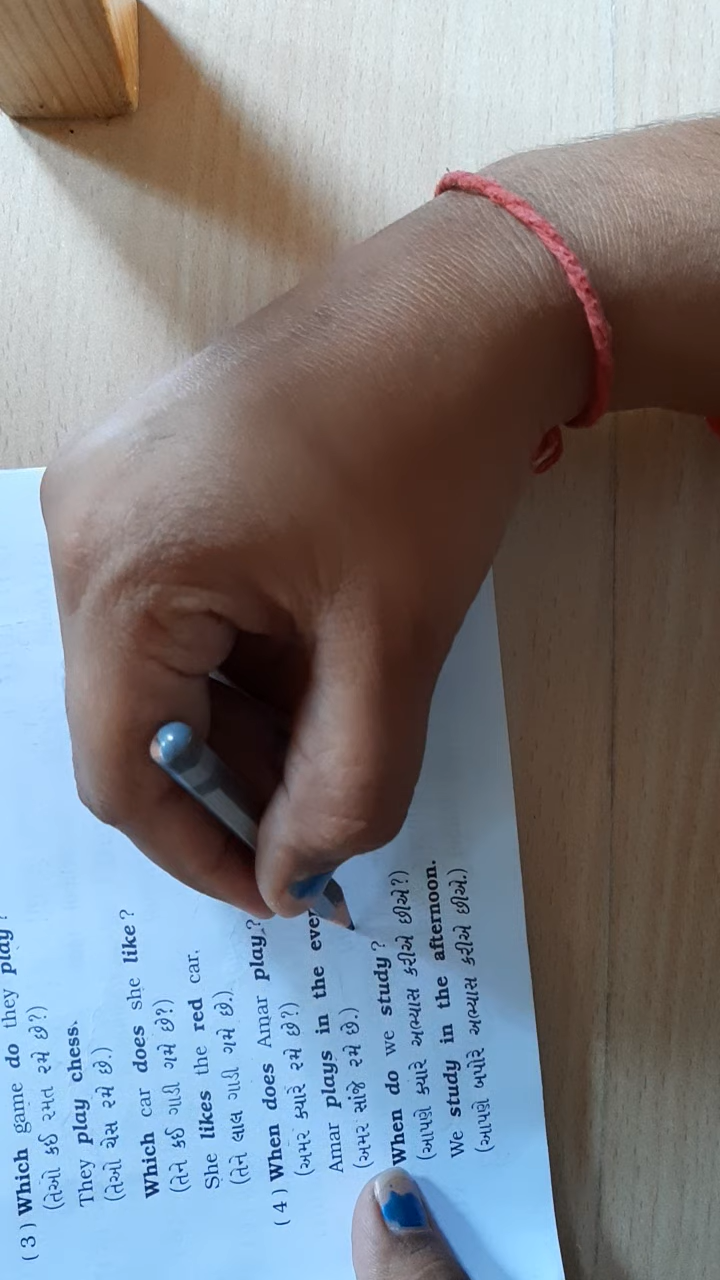 (3) Which game do they play?
(તેઓ કઈ રમત રમે છે?)
They play chess.
(તેઓ ચેસ રમે છે.)
Which car does she like?
(તેને કઈ ગાડી ગમે છે?)
She likes the red car.
(તેને લાલ ગાડી ગમે છે.)
(4) When does Amar play?
(અમર ક્યારે રમે છે?)
Amar plays in the
(અમર સાંજે રમે છે.)
When do we study?
(આપણે ક્યારે અભ્યાસ કરીએ છીએ?)
We study in the afternoon.
(આપણે બપોરે અભ્યાસ કરીએ છીએ.)